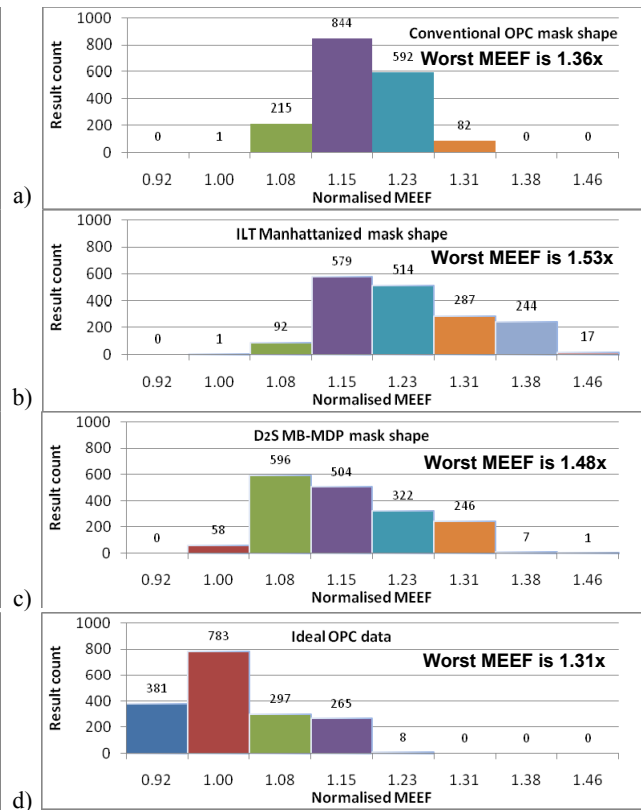 1000
800
600
400
200
0
Result count
Conventional OPC mask shape
Worst MEEF is 1.36x
0 1 215 844 592 82 0 0
0.92 1.00 1.08 1.15 1.23 1.31 1.38 1.46
Normalised MEEF
a)
1000
800
600
400
200
0
Result count
ILT Manhattanized mask shape
Worst MEEF is 1.53x
0 1 92 579 514 287 244 17
0.92 1.00 1.08 1.15 1.23 1.31 1.38 1.46
Normalised MEEF
b)
1000
800
600
400
200
0
Result count
D2S MB-MDP mask shape
Worst MEEF is 1.48x
0 58 596 504 322 246 7 1
0.92 1.00 1.08 1.15 1.23 1.31 1.38 1.46
Normalised MEEF
c)
1000
800
600
400
200
0
Result count
Ideal OPC data
Worst MEEF is 1.31x
381 783 297 265 8 0 0 0
0.92 1.00 1.08 1.15 1.23 1.31 1.38 1.46
Normalised MEEF
d)